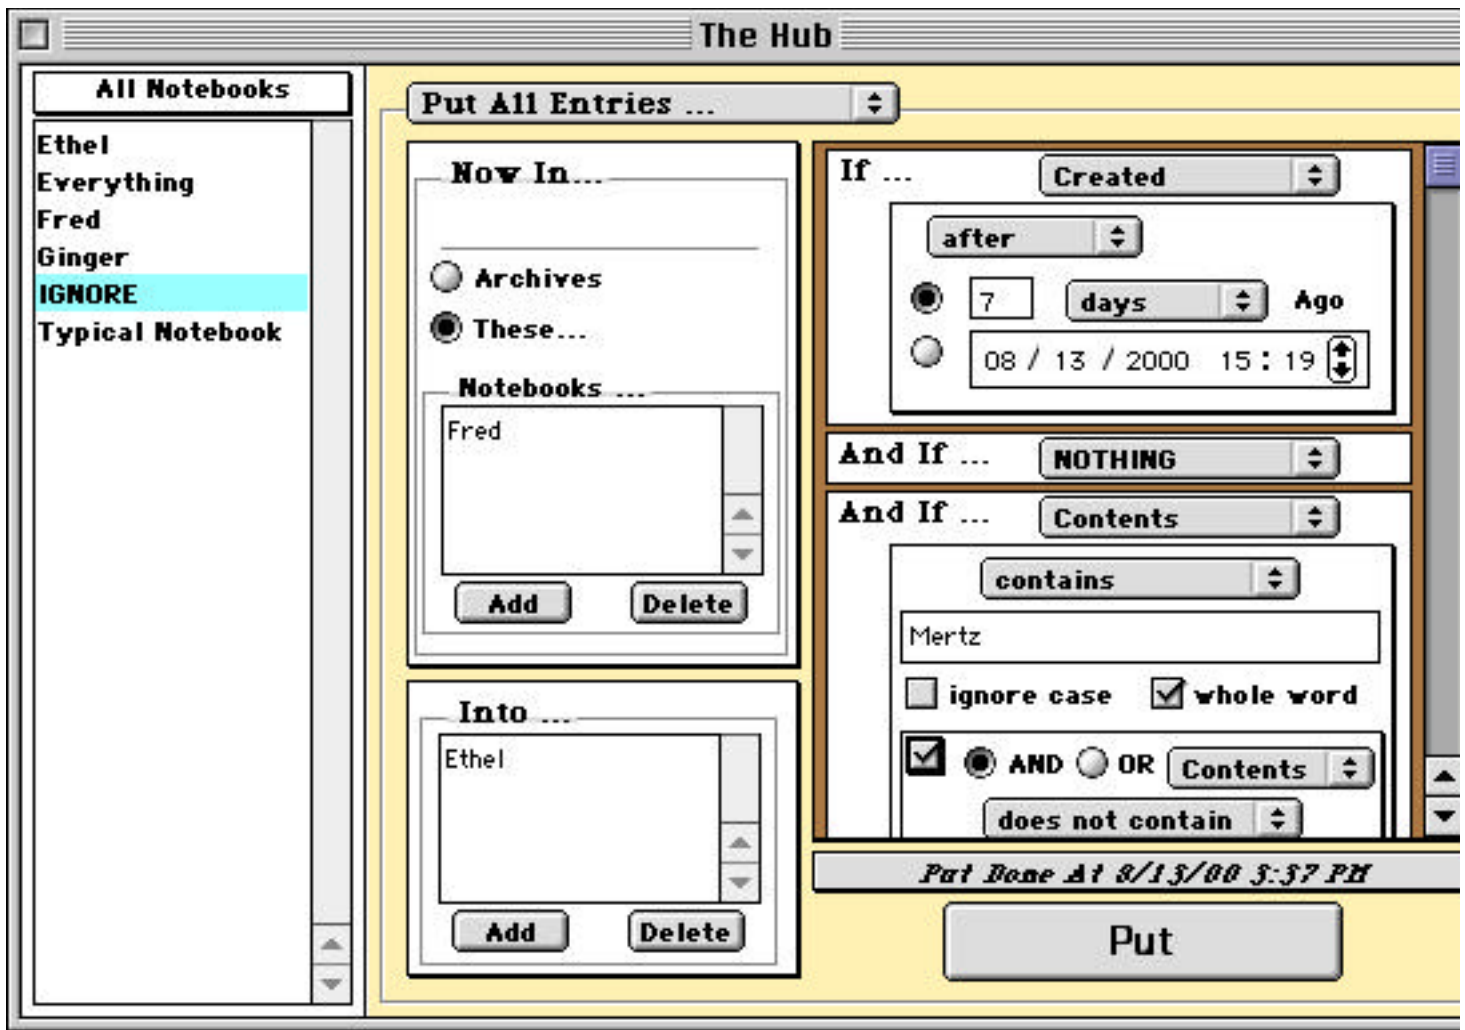 The Hub
All Notebooks
Ethel
Everything
Fred
Ginger
IGNORE
Typical Notebook
Put All Entries ...
Now In...
Archives
These...
Notebooks ...
Fred
Add Delete
Into ...
Ethel
Add Delete
If ... Created
after
7 days Ago
08 / 13 / 2000 15 : 19
And If ... NOTHING
And If ... Contents
contains
Mertz
ignore case whole word
AND OR Contents
does not contain
Put Done At 8/13/00 3:37 PM
Put